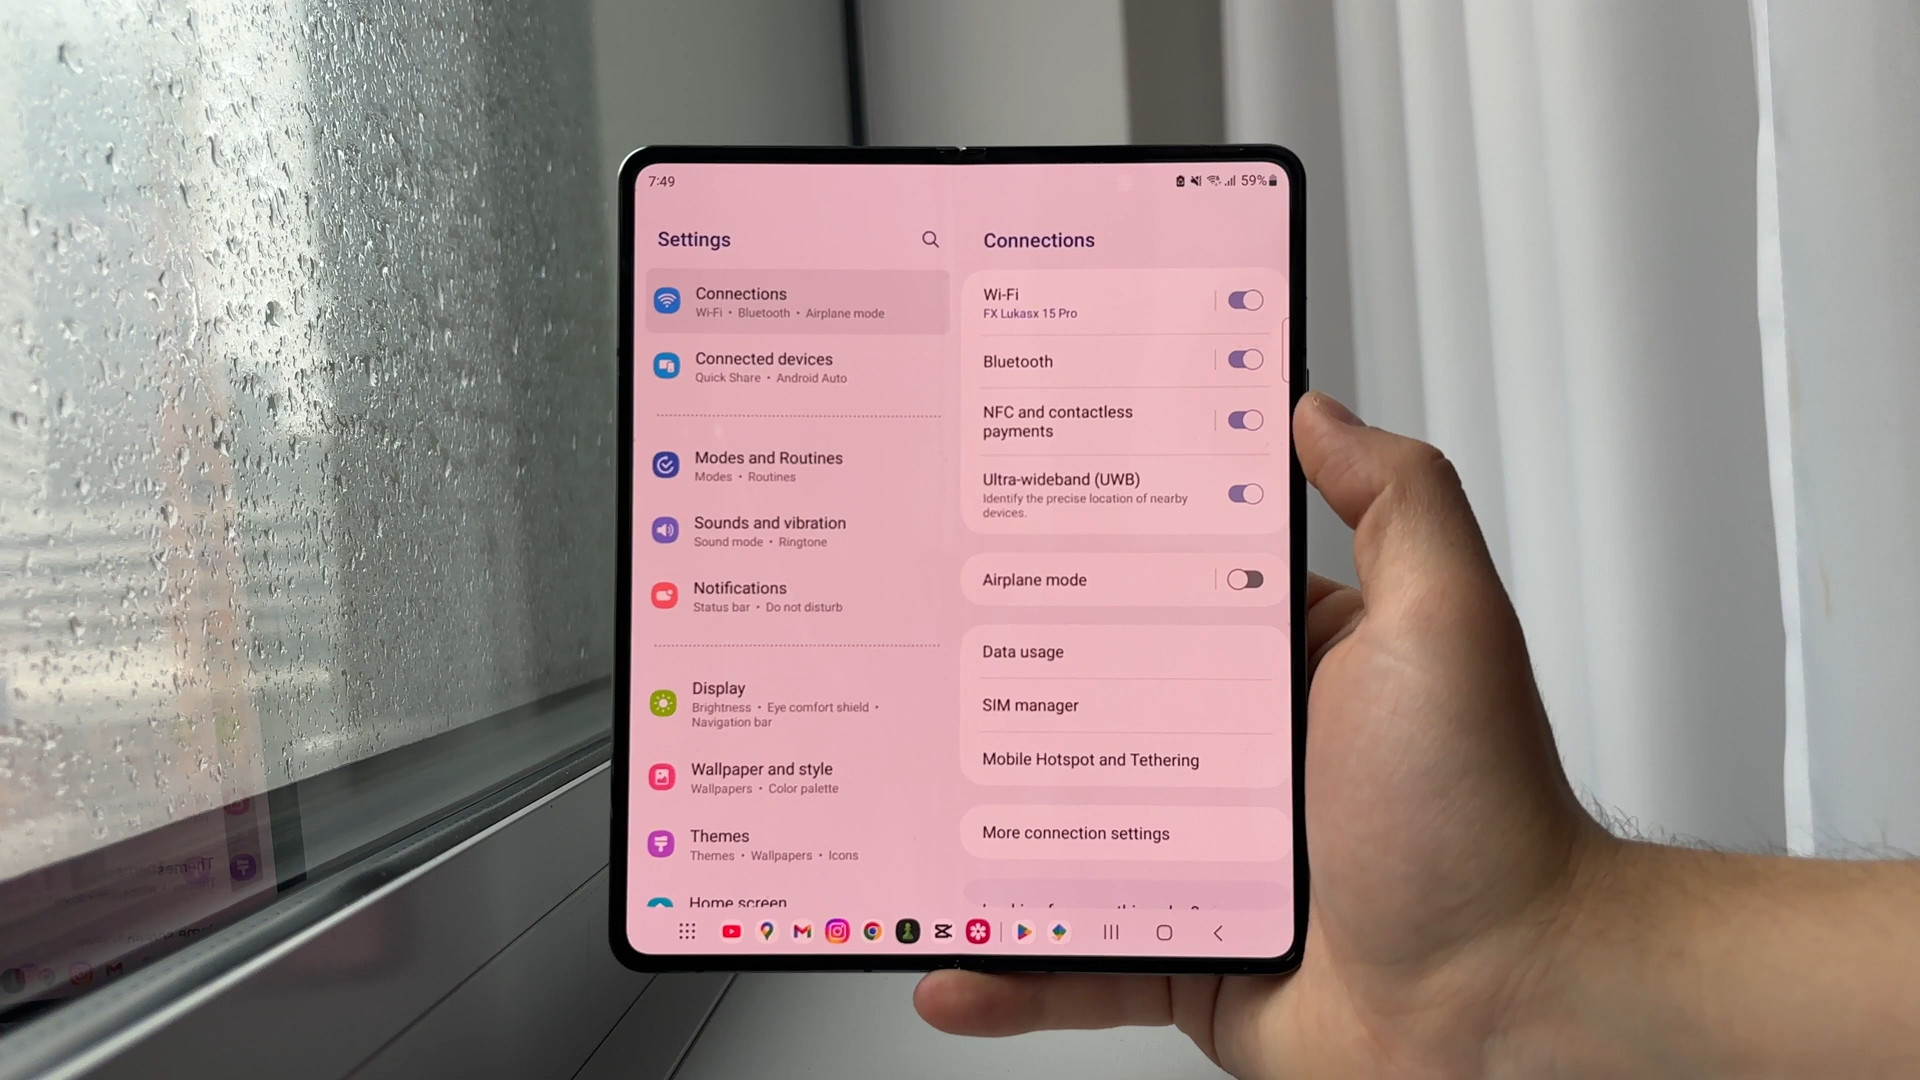 7:49
59%
Settings
Connections
Wi-Fi • Bluetooth • Airplane mode
Connected devices
Quick Share • Android Auto
Modes and Routines
Modes • Routines
Sounds and vibration
Sound mode • Ringtone
Notifications
Status bar • Do not disturb
Display
Brightness • Eye comfort shield •
Navigation bar
Wallpaper and style
Wallpapers • Color palette
Themes
Themes • Wallpapers • Icons
Home screen
Connections
Wi-Fi
FX Lukasx 15 Pro
Bluetooth
NFC and contactless
payments
Ultra-wideband (UWB)
Identify the precise location of nearby
devices.
Airplane mode
Data usage
SIM manager
Mobile Hotspot and Tethering
More connection settings